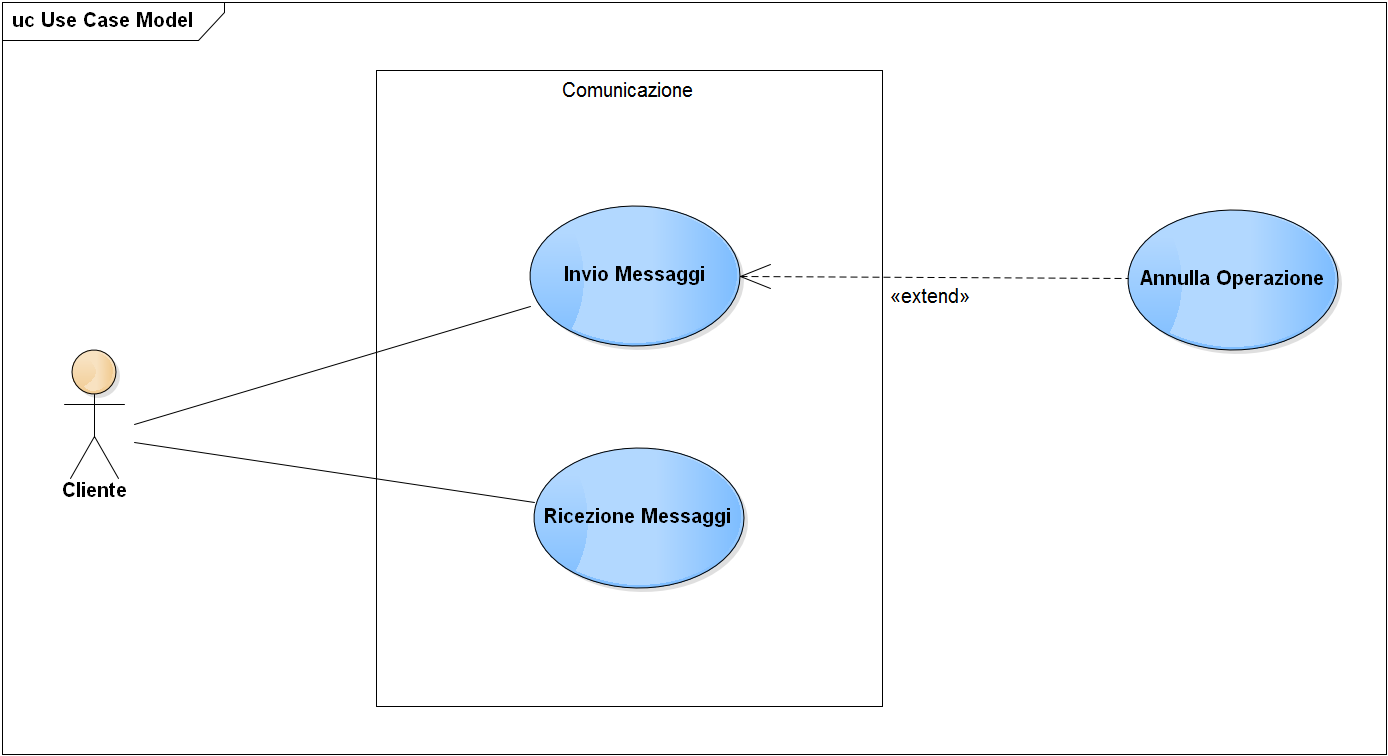 uc Use Case Model
Comunicazione
Invio Messaggi
Annulla Operazione
«extend»
Cliente
Ricezione Messaggi